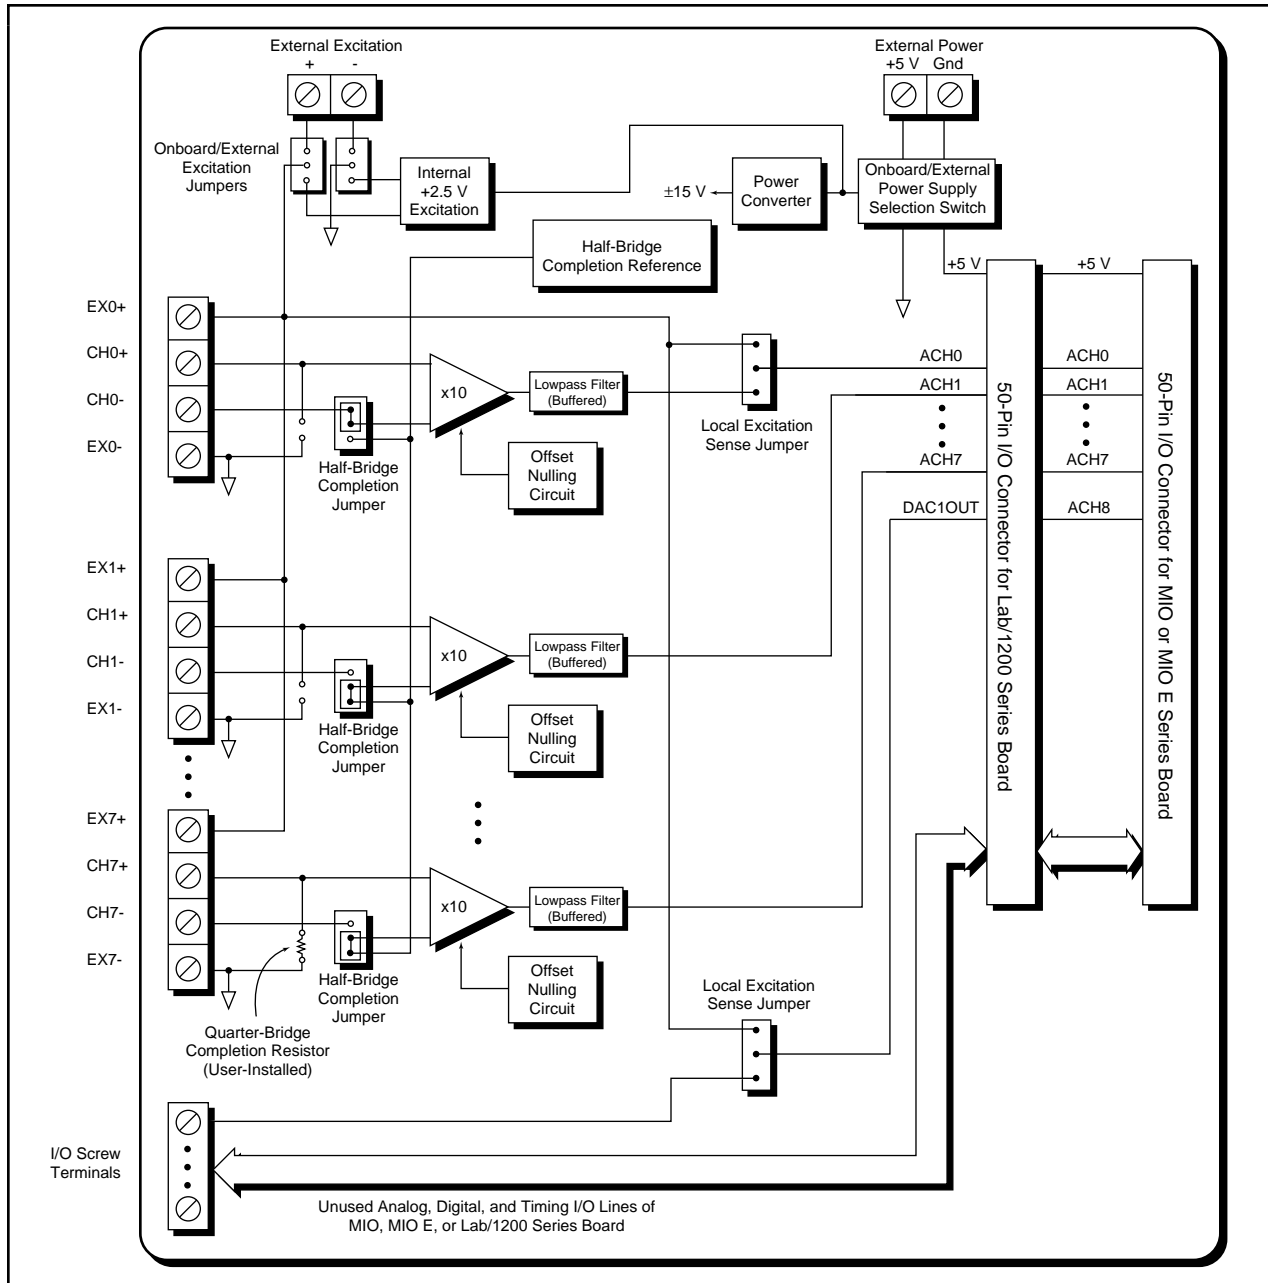 External Excitation
+ -
External Power
+5 V Gnd
Onboard/External
Excitation
Jumpers
Internal
+2.5 V
Excitation
±15 V
Power
Converter
Onboard/External
Power Supply
Selection Switch
Half-Bridge
Completion Reference
+5 V
+5 V
EX0+
CH0+
CH0-
EX0-
x10
Lowpass Filter
(Buffered)
Half-Bridge
Completion
Jumper
Offset
Nulling
Circuit
Local Excitation
Sense Jumper
ACH0
ACH1
ACH7
DAC1OUT
50-Pin I/O Connector for Lab/1200 Series Board
ACH0
ACH1
ACH7
ACH8
50-Pin I/O Connector for MIO or MIO E Series Board
EX1+
CH1+
CH1-
EX1-
x10
Lowpass Filter
(Buffered)
Half-Bridge
Completion
Jumper
Offset
Nulling
Circuit
EX7+
CH7+
CH7-
EX7-
x10
Lowpass Filter
(Buffered)
Half-Bridge
Completion
Jumper
Offset
Nulling
Circuit
Local Excitation
Sense Jumper
Quarter-Bridge
Completion Resistor
(User-Installed)
I/O Screw
Terminals
Unused Analog, Digital, and Timing I/O Lines of
MIO, MIO E, or Lab/1200 Series Board